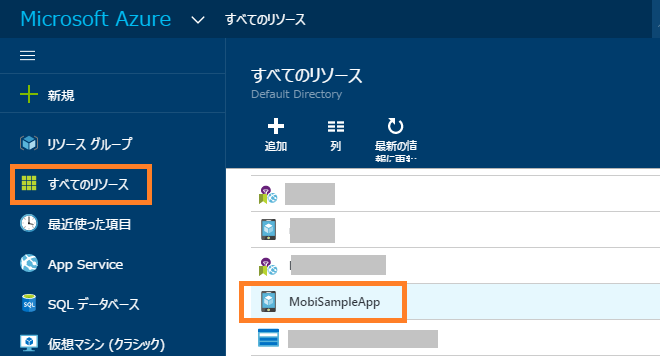 Microsoft Azure すべてのリソース
新規
リソース グループ
すべてのリソース
最近使った項目
App Service
SQL データベース
仮想マシン (クラシック)
すべてのリソース
Default Directory
追加
列
最新の情
報に更新
MobiSampleApp